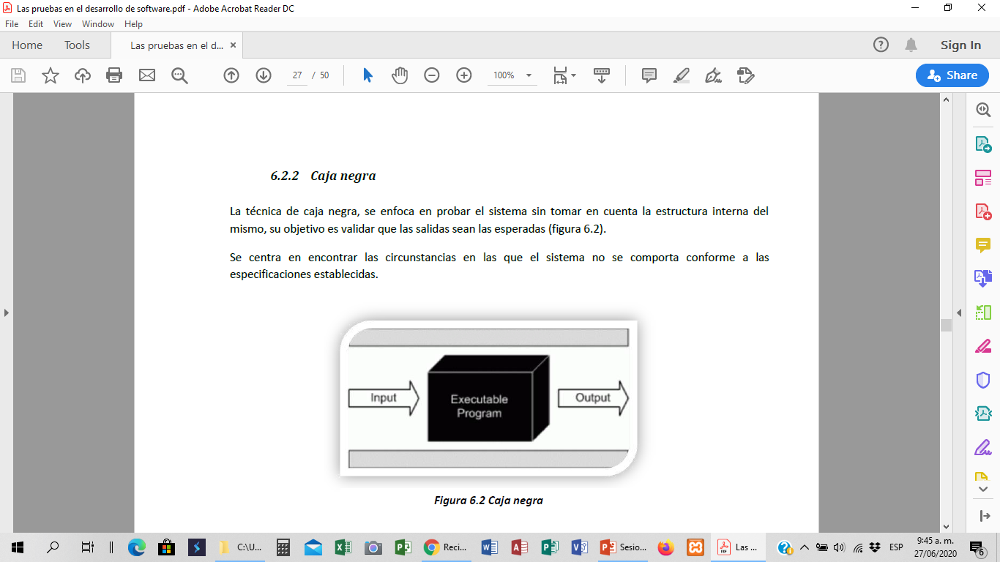 Las pruebas en el desarrollo de software.pdf - Adobe Acrobat Reader DC
File Edit View Window Help
Home Tools Las pruebas en el d... Sign In
27 / 50 100% Share
6.2.2 Caja negra
La técnica de caja negra, se enfoca en probar el sistema sin tomar en cuenta la estructura interna del
mismo, su objetivo es validar que las salidas sean las esperadas (figura 6.2).
Se centra en encontrar las circunstancias en las que el sistema no se comporta conforme a las
especificaciones establecidas.
Input
Executable
Program
Output
Figura 6.2 Caja negra
C:\U... Reci... Sesio... Las ... ESP
9:45 a. m.
27/06/2020
6